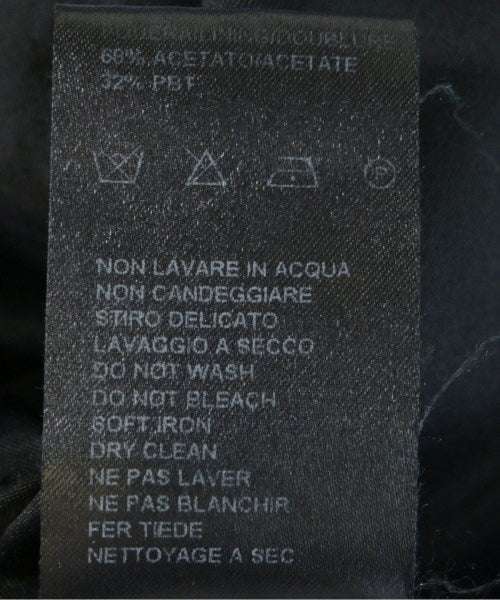 68% ACETATO/ACETATE
32% PBT
P
NON LAVARE IN ACQUA
NON CANDEGGIARE
STIRO DELICATO
LAVAGGIO A SECCO
DO NOT WASH
DO NOT BLEACH
SOFT IRON
DRY CLEAN
NE PAS LAVER
NE PAS BLANCHIR
FER TIEDE
NETTOYAGE A SEC